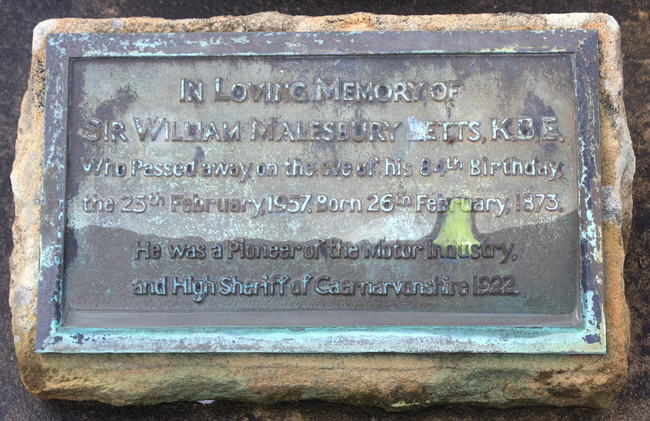 In Loving Memory of
Sir William Malesbury Letts, K.B.E.
Who Passed away on the eve of his 84th Birthday,
the 25th February, 1957. Born 26th February, 1873.
He was a Pioneer of the Motor Industry,
and High Sheriff of Caernarvonshire 1922.